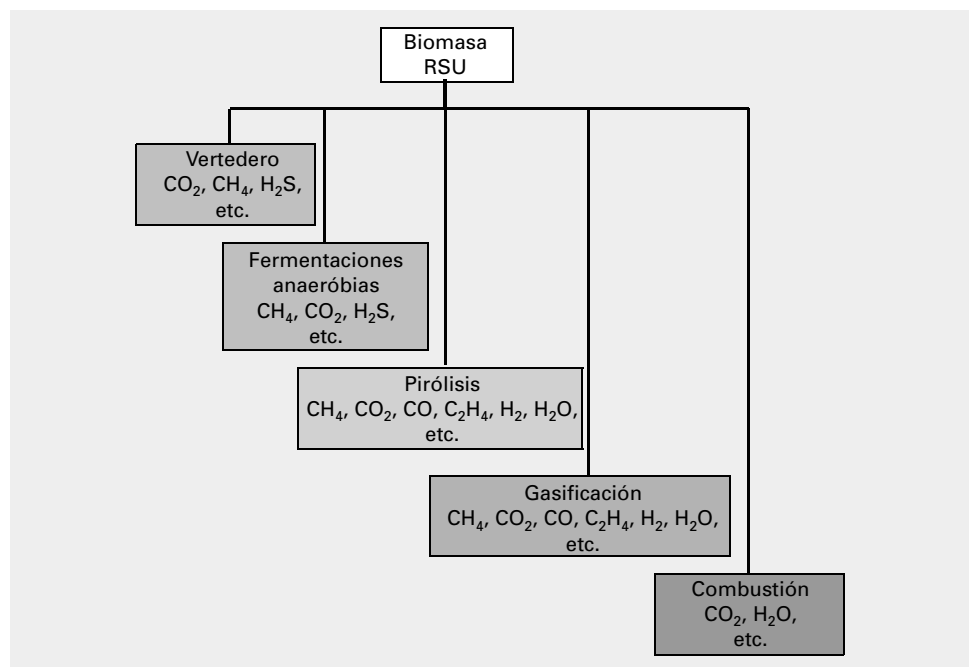 Biomasa
RSU
Vertedero
CO₂, CH₄, H₂S,
etc.
Fermentaciones
anaeróbias
CH₄, CO₂, H₂S,
etc.
Pirólisis
CH₄, CO₂, CO, C₂H₄, H₂, H₂O,
etc.
Gasificación
CH₄, CO₂, CO, C₂H₄, H₂, H₂O,
etc.
Combustión
CO₂, H₂O,
etc.